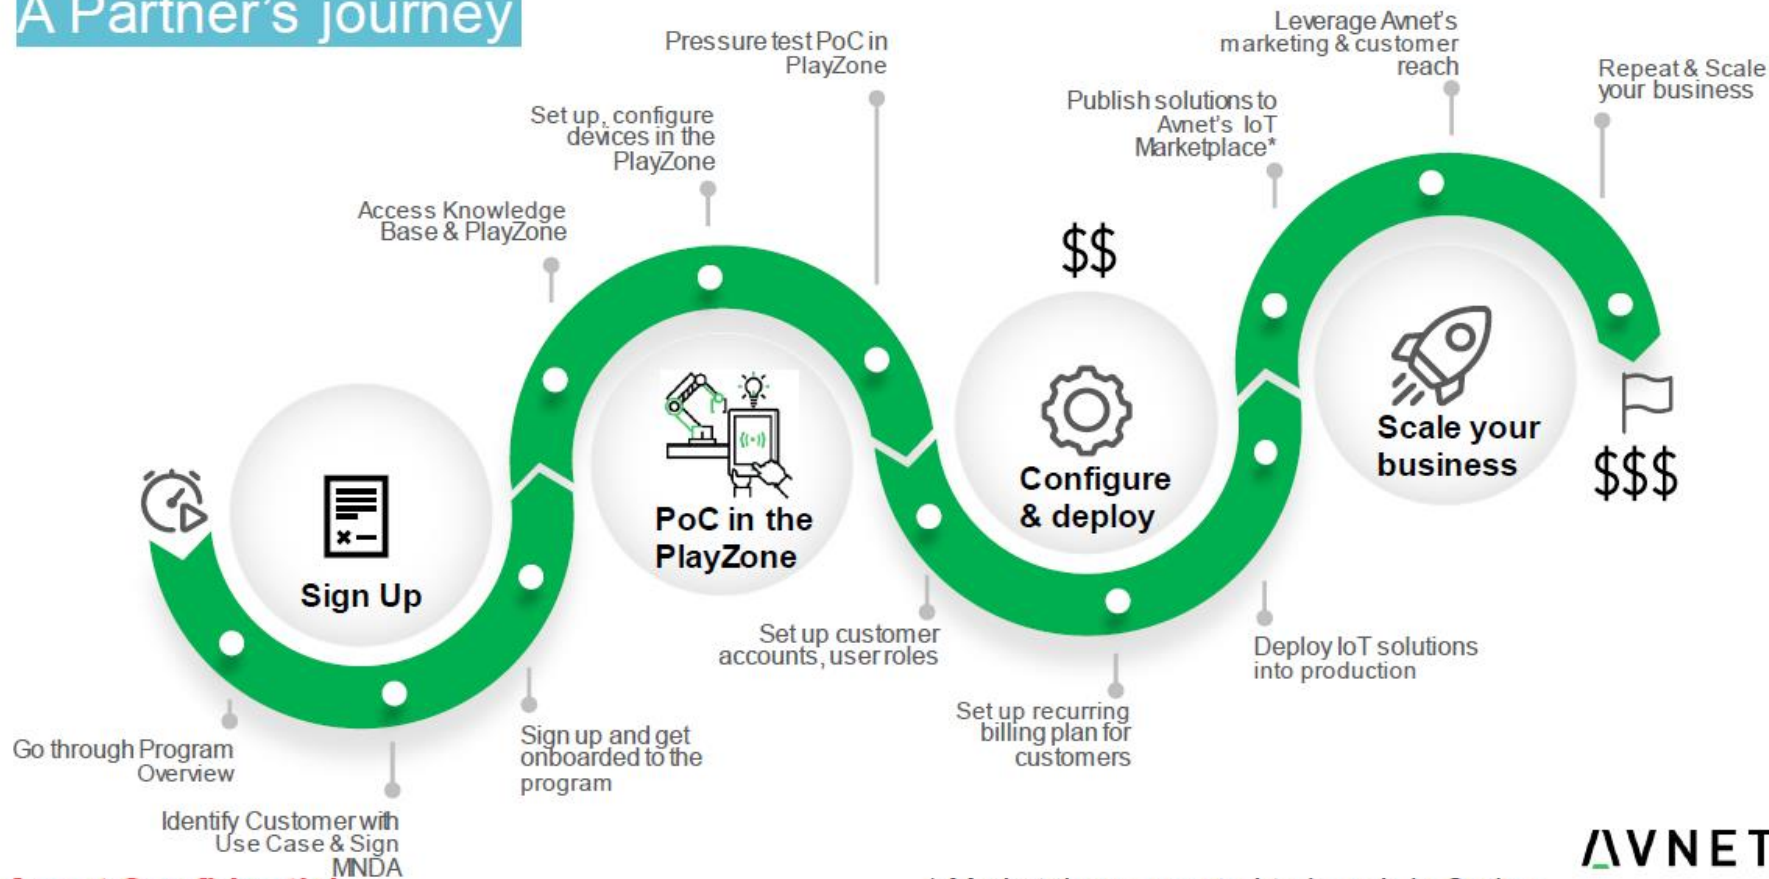 A Partner's journey
Pressure test PoC in
PlayZone
Leverage Avnet's
marketing & customer
reach
Repeat & Scale
your business
Set up, configure
devices in the
PlayZone
Publish solutions to
Avnet's IoT
Marketplace*
Access Knowledge
Base & PlayZone
$$
Sign Up
PoC in the
PlayZone
Configure
& deploy
Scale your
business
$$$
Go through Program
Overview
Identify Customer with
Use Case & Sign
MNDA
Sign up and get
onboarded to the
program
Set up customer
accounts, user roles
Set up recurring
billing plan for
customers
Deploy IoT solutions
into production
AVNET